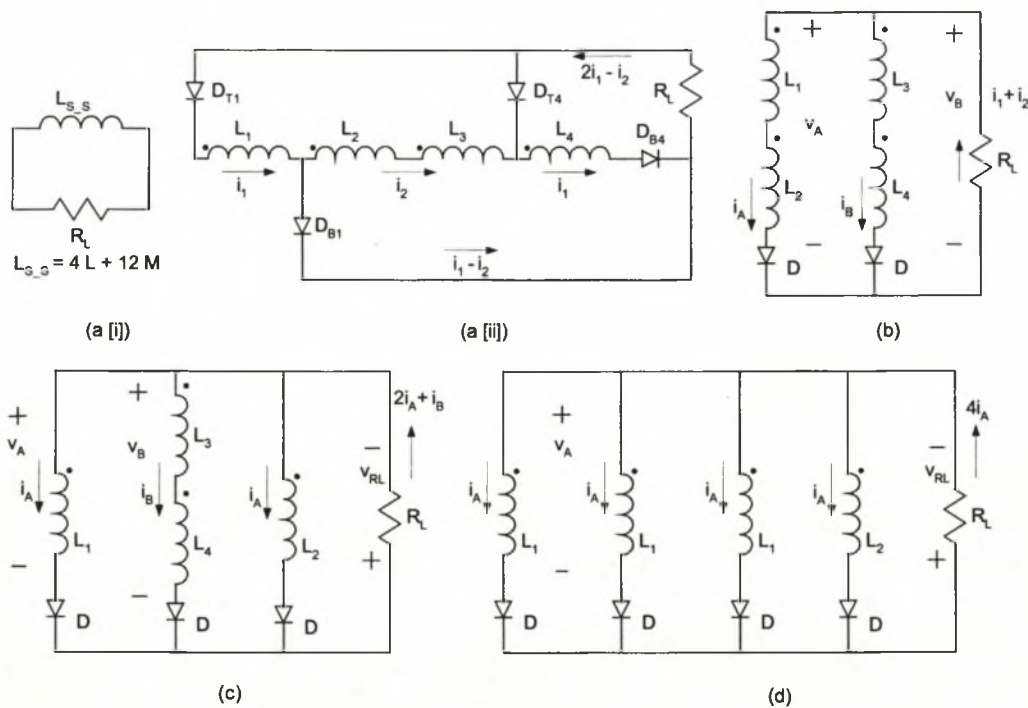 L_S_S
R_L
L_S_S = 4 L + 12 M
(a [i])
D_T1
D_T4
2i_1 - i_2
R_L
L_1
L_2
L_3
L_4
D_B4
i_1
i_2
i_1
D_B1
i_1 - i_2
(a [ii])
+
+
L_1
L_3
v_A
v_B
i_1 + i_2
L_2
L_4
R_L
i_A
i_B
−
−
D
D
(b)
+
+
2i_A + i_B
v_A
v_B
L_3
−
v_RL
i_A
i_B
i_A
R_L
L_1
L_4
L_2
−
−
+
D
D
D
(c)
+
4i_A
v_A
−
v_RL
i_A
i_A
i_A
i_A
R_L
L_1
L_1
L_1
L_2
−
+
D
D
D
D
(d)